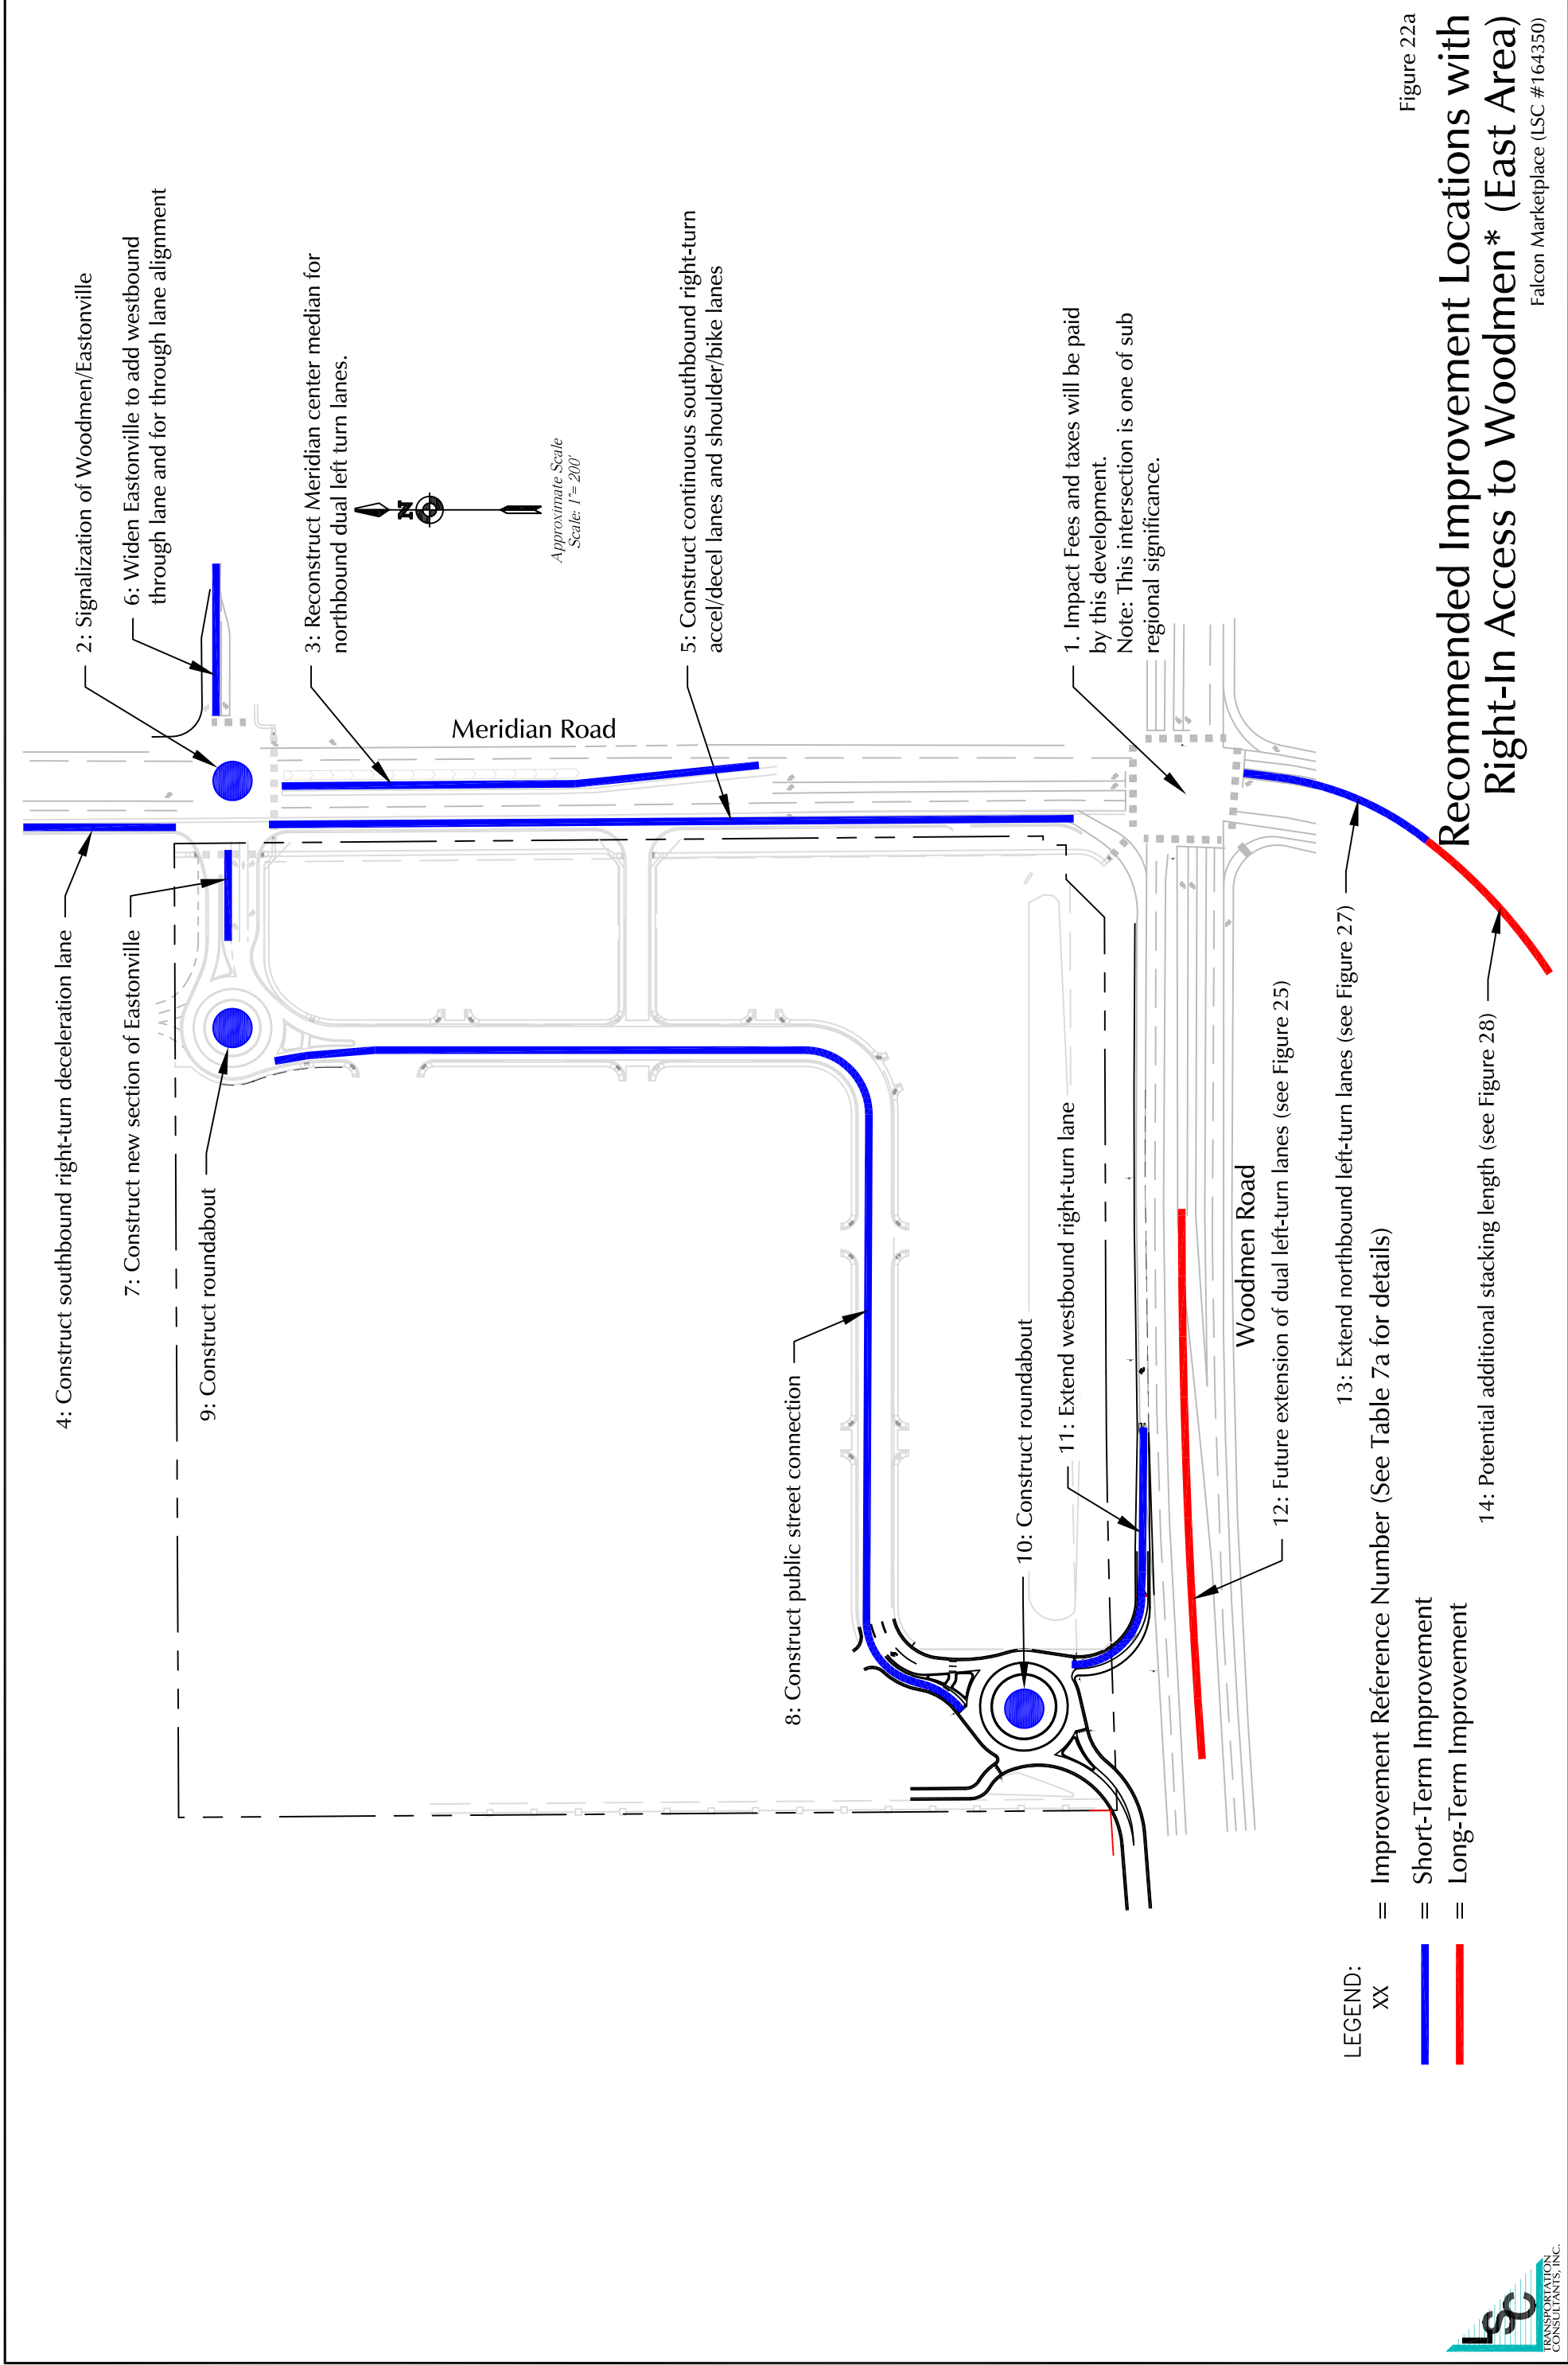 4: Construct southbound right-turn deceleration lane
2: Signalization of Woodmen/Eastonville
7: Construct new section of Eastonville
6: Widen Eastonville to add westbound
through lane and for through lane alignment
9: Construct roundabout
3: Reconstruct Meridian center median for
northbound dual left turn lanes.
N
Meridian Road
Approximate Scale
Scale: 1"= 200'
5: Construct continuous southbound right-turn
accel/decel lanes and shoulder/bike lanes
8: Construct public street connection
10: Construct roundabout
11: Extend westbound right-turn lane
1. Impact Fees and taxes will be paid
by this development.
Note: This intersection is one of sub
regional significance.
Woodmen Road
12: Future extension of dual left-turn lanes (see Figure 25)
13: Extend northbound left-turn lanes (see Figure 27)
14: Potential additional stacking length (see Figure 28)
LEGEND:
XX = Improvement Reference Number (See Table 7a for details)
= Short-Term Improvement
= Long-Term Improvement
Figure 22a
Recommended Improvement Locations with
Right-In Access to Woodmen* (East Area)
Falcon Marketplace (LSC #164350)
LSC
TRANSPORTATION
CONSULTANTS, INC.